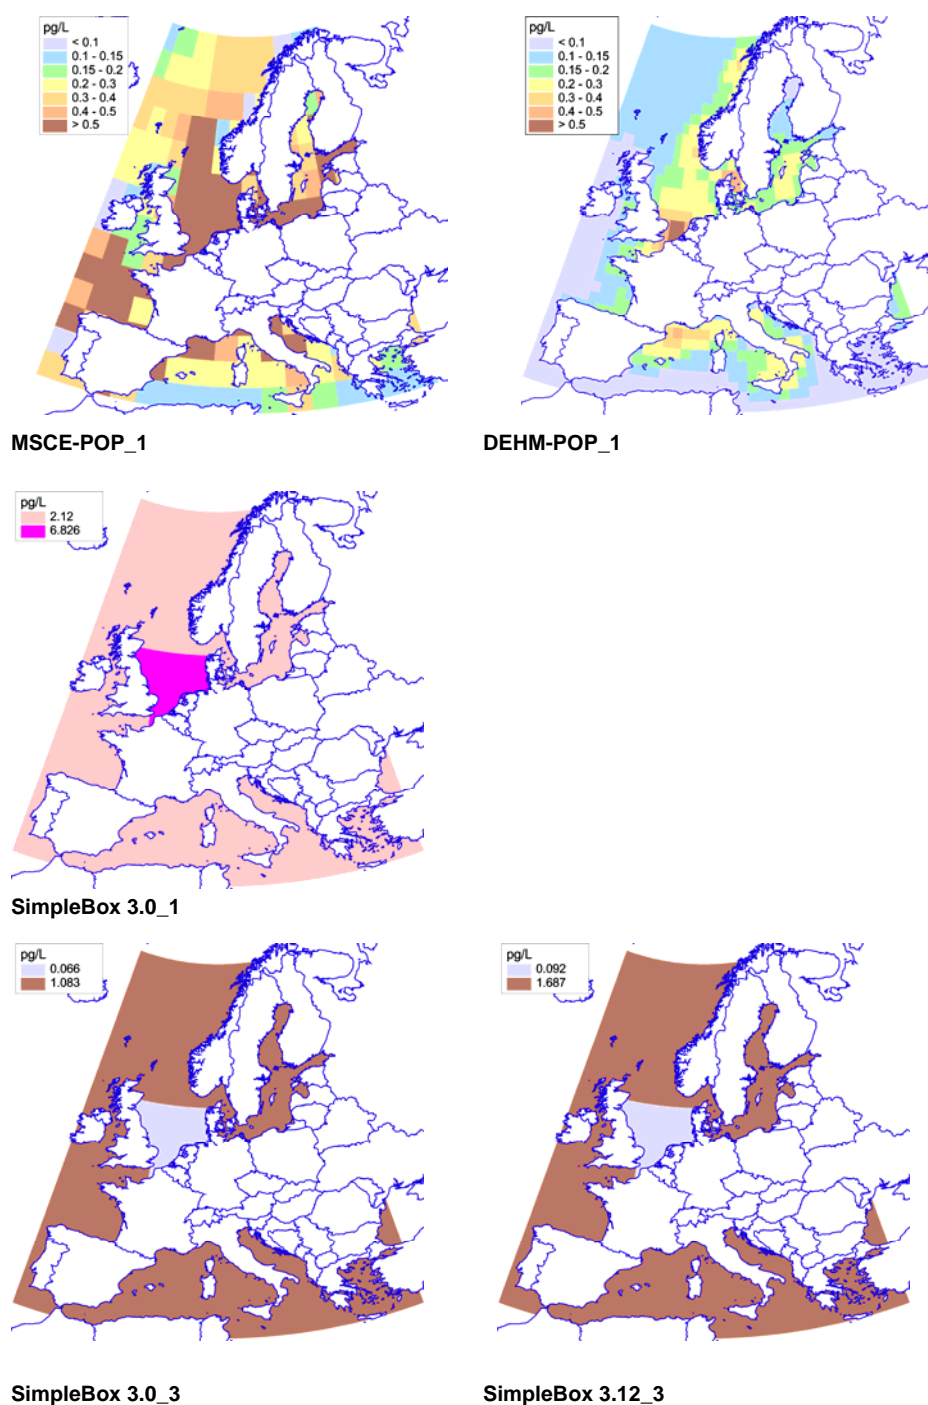 pg/L
< 0.1
0.1 - 0.15
0.15 - 0.2
0.2 - 0.3
0.3 - 0.4
0.4 - 0.5
> 0.5
MSCE-POP_1
pg/L
< 0.1
0.1 - 0.15
0.15 - 0.2
0.2 - 0.3
0.3 - 0.4
0.4 - 0.5
> 0.5
DEHM-POP_1
pg/L
2.12
6.826
SimpleBox 3.0_1
pg/L
0.066
1.083
SimpleBox 3.0_3
pg/L
0.092
1.687
SimpleBox 3.12_3